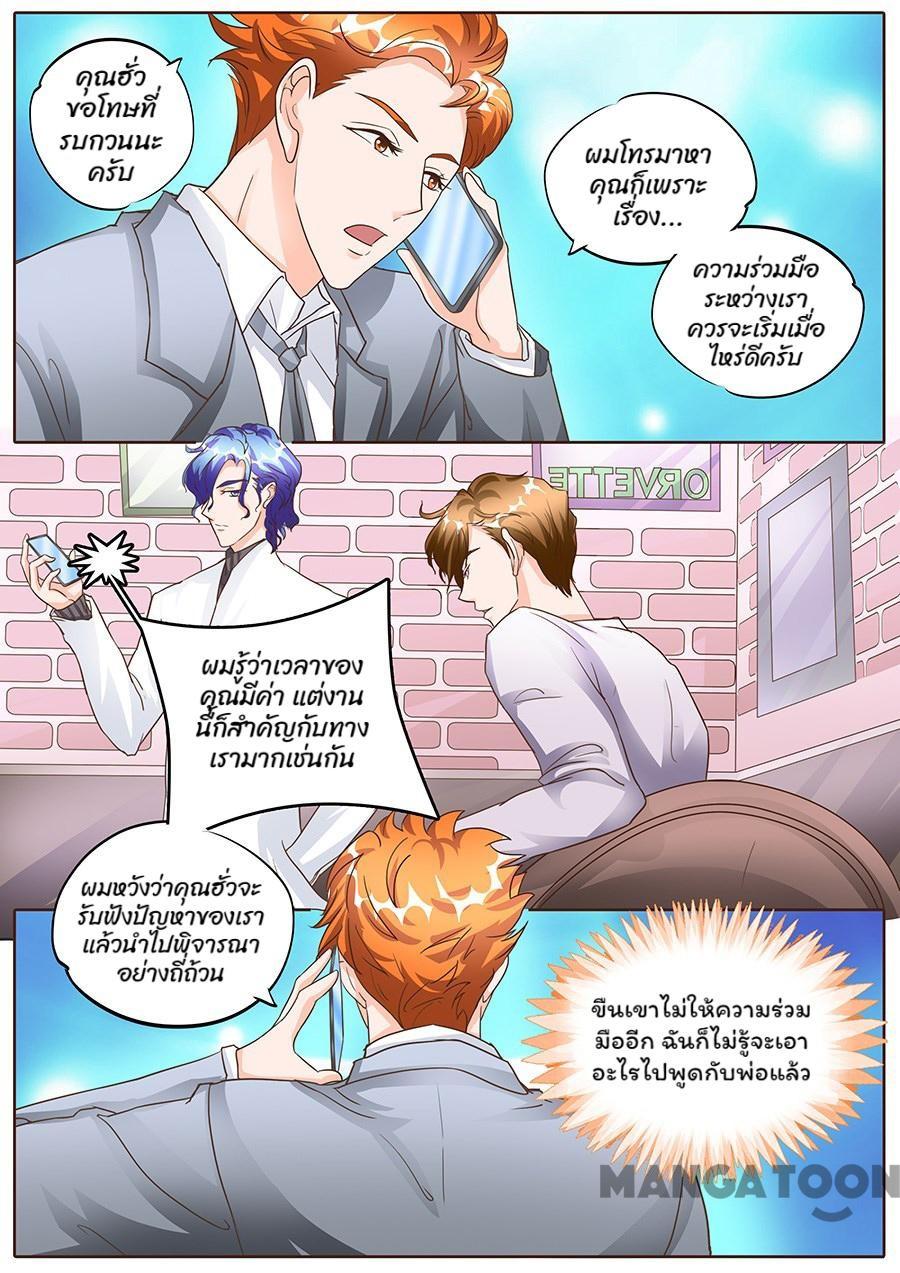 คุณฮั่ว
ขอโทษที่
รบกวนนะ
ครับ
ผมโทรมาหา
คุณก็เพราะ
เรื่อง...
ความร่วมมือ
ระหว่างเรา
ควรจะเริ่มเมื่อ
ไหร่ดีครับ
ORVETTE
ผมรู้ว่าเวลาของ
คุณมีค่า แต่งาน
นี้ก็สำคัญกับทาง
เรามากเช่นกัน
ผมหวังว่าคุณฮั่วจะ
รับฟังปัญหาของเรา
แล้วนำไปพิจารณา
อย่างถี่ถ้วน
ขืนเขาไม่ให้ความร่วม
มืออีก ฉันก็ไม่รู้จะเอา
อะไรไปพูดกับพ่อแล้ว
MANGATOON